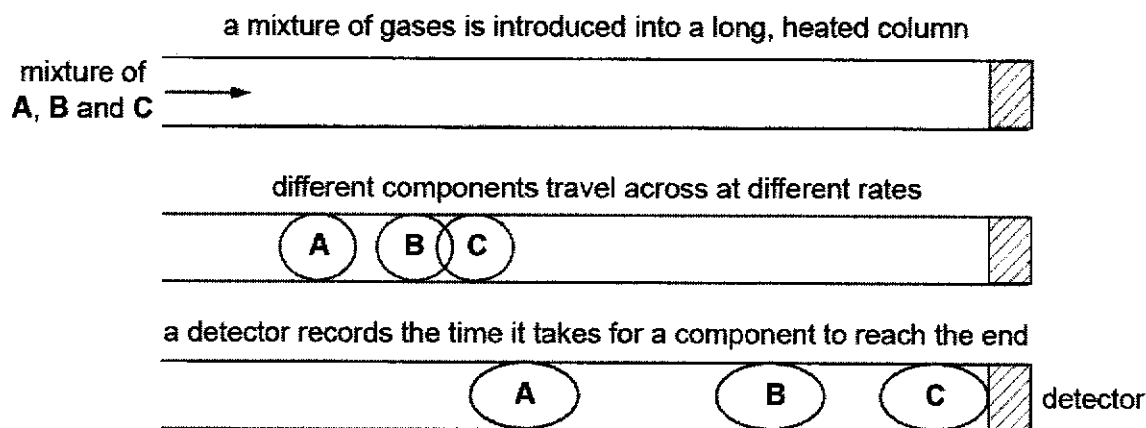 a mixture of gases is introduced into a long, heated column
mixture of
A, B and C
different components travel across at different rates
A B C
a detector records the time it takes for a component to reach the end
A B C detector